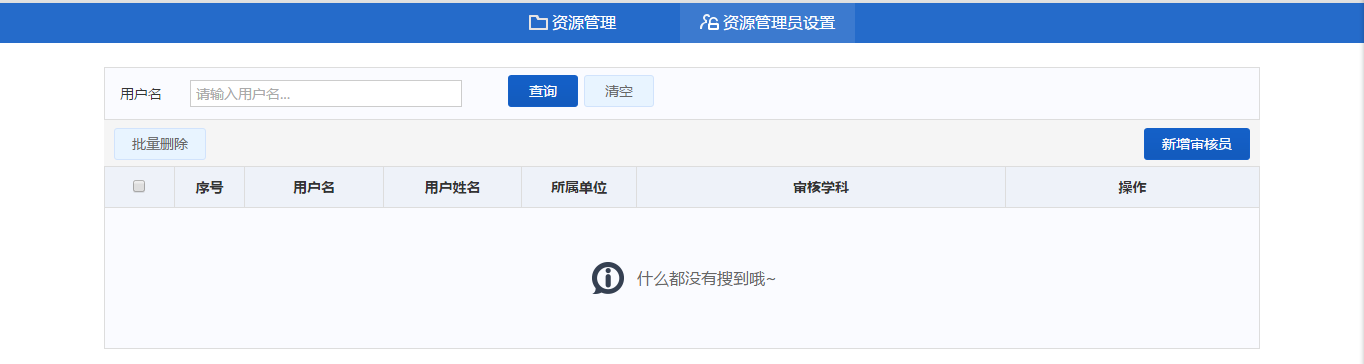 资源管理 资源管理员设置
用户名 请输入用户名... 查询 清空
批量删除 新增审核员
序号 用户名 用户姓名 所属单位 审核学科 操作
什么都没有搜到哦~